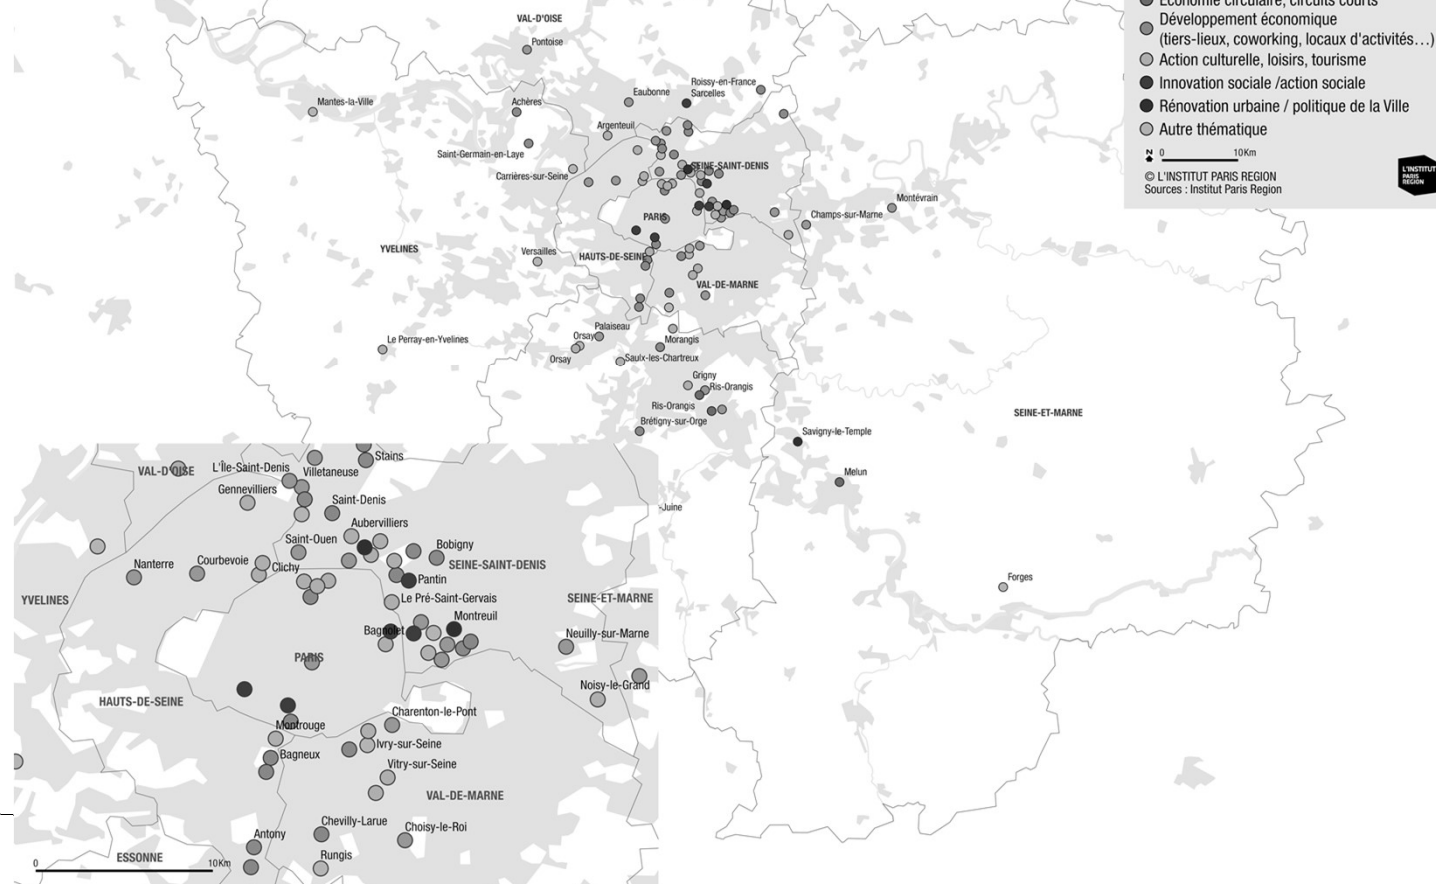 Économie circulaire, circuits courts
Développement économique
(tiers-lieux, coworking, locaux d'activités…)
Action culturelle, loisirs, tourisme
Innovation sociale /action sociale
Rénovation urbaine / politique de la Ville
Autre thématique
N 0 10Km
© L'INSTITUT PARIS REGION
Sources : Institut Paris Region
L'INSTITUT
PARIS
REGION
VAL-D'OISE
Pontoise
Roissy-en-France
Sarcelles
Eaubonne
Mantes-la-Ville
Achères
Argenteuil
Saint-Germain-en-Laye
SEINE-SAINT-DENIS
Carrières-sur-Seine
Montévrain
Champs-sur-Marne
PARIS
YVELINES
Versailles
HAUTS-DE-SEINE
VAL-DE-MARNE
Palaiseau
Orsay
Le Perray-en-Yvelines
Morangis
Orsay
Saulx-les-Chartreux
Grigny
Ris-Orangis
Ris-Orangis
Brétigny-sur-Orge
SEINE-ET-MARNE
Savigny-le-Temple
Melun
-Juine
Forges
VAL-D'OISE
L'Île-Saint-Denis
Villetaneuse
Stains
Gennevilliers
Saint-Denis
Aubervilliers
Saint-Ouen
Bobigny
Nanterre
Courbevoie
Clichy
SEINE-SAINT-DENIS
Pantin
YVELINES
Le Pré-Saint-Gervais
SEINE-ET-MARNE
Montreuil
Bagnolet
Neuilly-sur-Marne
PARIS
Noisy-le-Grand
HAUTS-DE-SEINE
Charenton-le-Pont
Montrouge
Ivry-sur-Seine
Bagneux
Vitry-sur-Seine
VAL-DE-MARNE
Chevilly-Larue
Choisy-le-Roi
Antony
Rungis
ESSONNE
0 10Km